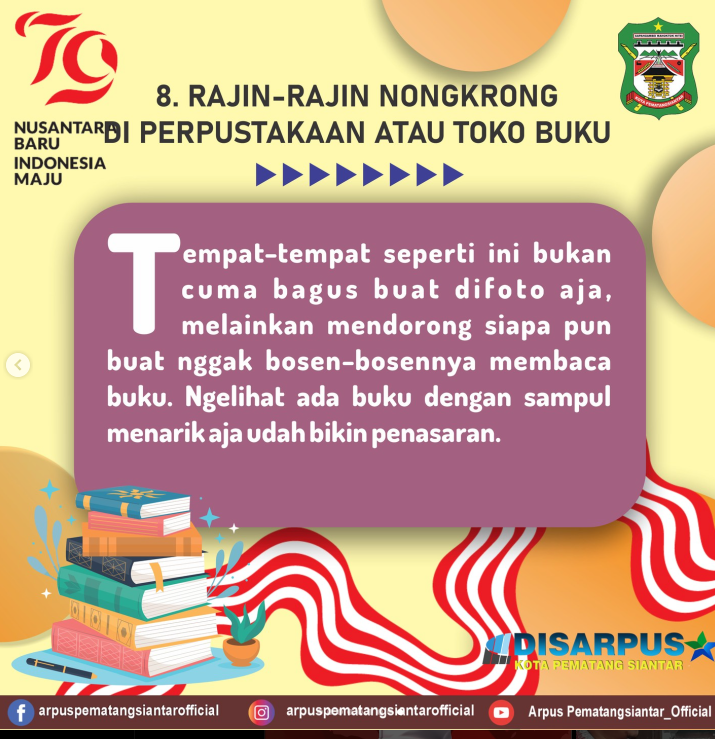 79
NUSANTARA
BARU
INDONESIA
MAJU
KOTA PEMATANGSIANTAR
8. RAJIN-RAJIN NONGKRONG
DI PERPUSTAKAAN ATAU TOKO BUKU
Tempat-tempat seperti ini bukan
cuma bagus buat difoto aja,
melainkan mendorong siapa pun
buat nggak bosen-bosennya membaca
buku. Ngelihat ada buku dengan sampul
menarik aja udah bikin penasaran.
DISARPUS
KOTA PEMATANG SIANTAR
arpuspematangsiantarofficial
arpuspematangsiantarofficial
Arpus Pematangsiantar_Official